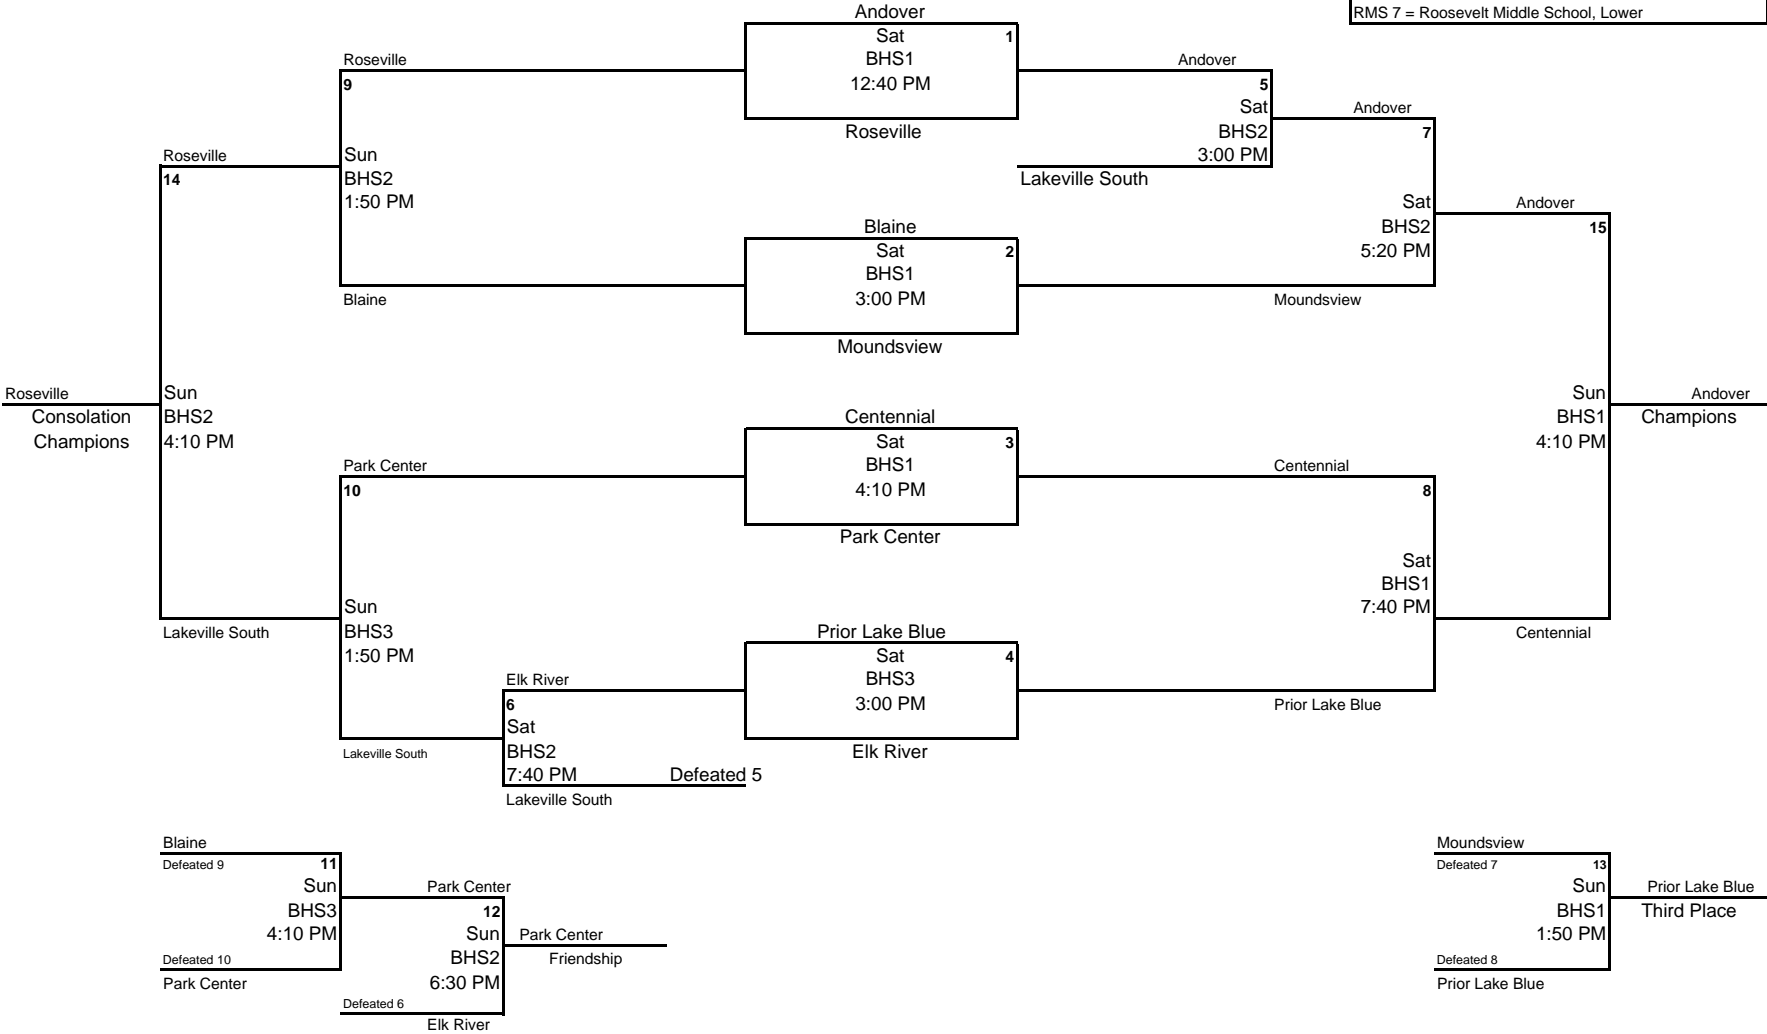 RMS 7 = Roosevelt Middle School, Lower
Andover
Sat 1
BHS1
12:40 PM
Roseville
Roseville
9
Sun
BHS2
1:50 PM
Blaine
Andover
5
Sat
BHS2
3:00 PM
Lakeville South
Andover
7
Sat
BHS2
5:20 PM
Moundsview
Roseville
14
Sun
BHS2
4:10 PM
Lakeville South
Blaine
Sat 2
BHS1
3:00 PM
Moundsview
Andover
15
Sun
BHS1
4:10 PM
Centennial
Roseville
Consolation
Champions
Andover
Champions
Centennial
Sat 3
BHS1
4:10 PM
Park Center
Park Center
10
Sun
BHS3
1:50 PM
Lakeville South
Centennial
8
Sat
BHS1
7:40 PM
Prior Lake Blue
Prior Lake Blue
Sat 4
BHS3
3:00 PM
Elk River
Elk River
6
Sat
BHS2
7:40 PM Defeated 5
Lakeville South
Blaine
Defeated 9 11
Sun
BHS3
4:10 PM
Defeated 10
Park Center
Park Center
12
Sun
BHS2
6:30 PM
Defeated 6
Elk River
Park Center
Friendship
Moundsview
Defeated 7 13
Sun
BHS1
1:50 PM
Defeated 8
Prior Lake Blue
Prior Lake Blue
Third Place